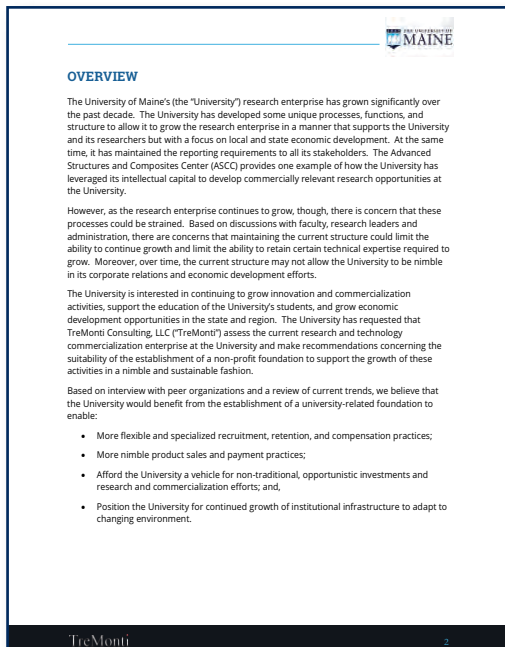 THE UNIVERSITY OF
MAINE
OVERVIEW
The University of Maine's (the "University") research enterprise has grown significantly over
the past decade.  The University has developed some unique processes, functions, and
structure to allow it to grow the research enterprise in a manner that supports the University
and its researchers but with a focus on local and state economic development.  At the same
time, it has maintained the reporting requirements to all its stakeholders.  The Advanced
Structures and Composites Center (ASCC) provides one example of how the University has
leveraged its intellectual capital to develop commercially relevant research opportunities at
the University.
However, as the research enterprise continues to grow, though, there is concern that these
processes could be strained.  Based on discussions with faculty, research leaders and
administration, there are concerns that maintaining the current structure could limit the
ability to continue growth and limit the ability to retain certain technical expertise required to
grow.  Moreover, over time, the current structure may not allow the University to be nimble
in its corporate relations and economic development efforts.
The University is interested in continuing to grow innovation and commercialization
activities, support the education of the University's students, and grow economic
development opportunities in the state and region.  The University has requested that
TreMonti Consulting, LLC ("TreMonti") assess the current research and technology
commercialization enterprise at the University and make recommendations concerning the
suitability of the establishment of a non-profit foundation to support the growth of these
activities in a nimble and sustainable fashion.
Based on interview with peer organizations and a review of current trends, we believe that
the University would benefit from the establishment of a university-related foundation to
enable:
• More flexible and specialized recruitment, retention, and compensation practices;
• More nimble product sales and payment practices;
• Afford the University a vehicle for non-traditional, opportunistic investments and
research and commercialization efforts; and,
• Position the University for continued growth of institutional infrastructure to adapt to
changing environment.
TreMonti
2